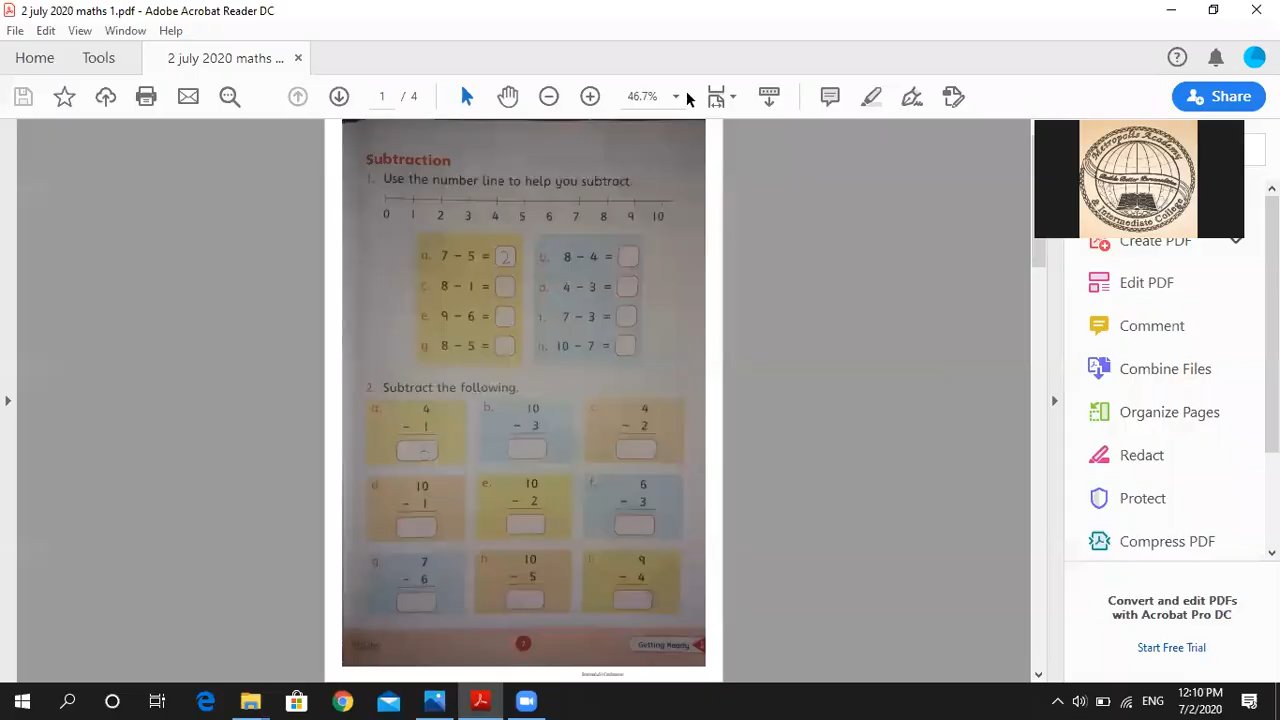 2 july 2020 maths 1.pdf - Adobe Acrobat Reader DC
File Edit View Window Help
Home Tools 2 july 2020 maths ... ×
1 / 4 46.7% Share
Metropolis Academy
& Intermediate College
Create PDF
Edit PDF
Comment
Combine Files
Organize Pages
Redact
Protect
Compress PDF
Convert and edit PDFs
with Acrobat Pro DC
Start Free Trial
Subtraction
1. Use the number line to help you subtract.
0 1 2 3 4 5 6 7 8 9 10
a. 7 - 5 = 2 b. 8 - 4 =
c. 8 - 1 = d. 4 - 3 =
e. 9 - 6 = f. 7 - 3 =
g. 8 - 5 = h. 10 - 7 =
2. Subtract the following.
a. 4 b. 10 c. 4
- 1 - 3 - 2
d. 10 e. 10 f. 6
- 1 - 2 - 3
g. 7 h. 10 i. 9
- 6 - 5 - 4
7 Getting Ready
ENG 12:10 PM
7/2/2020